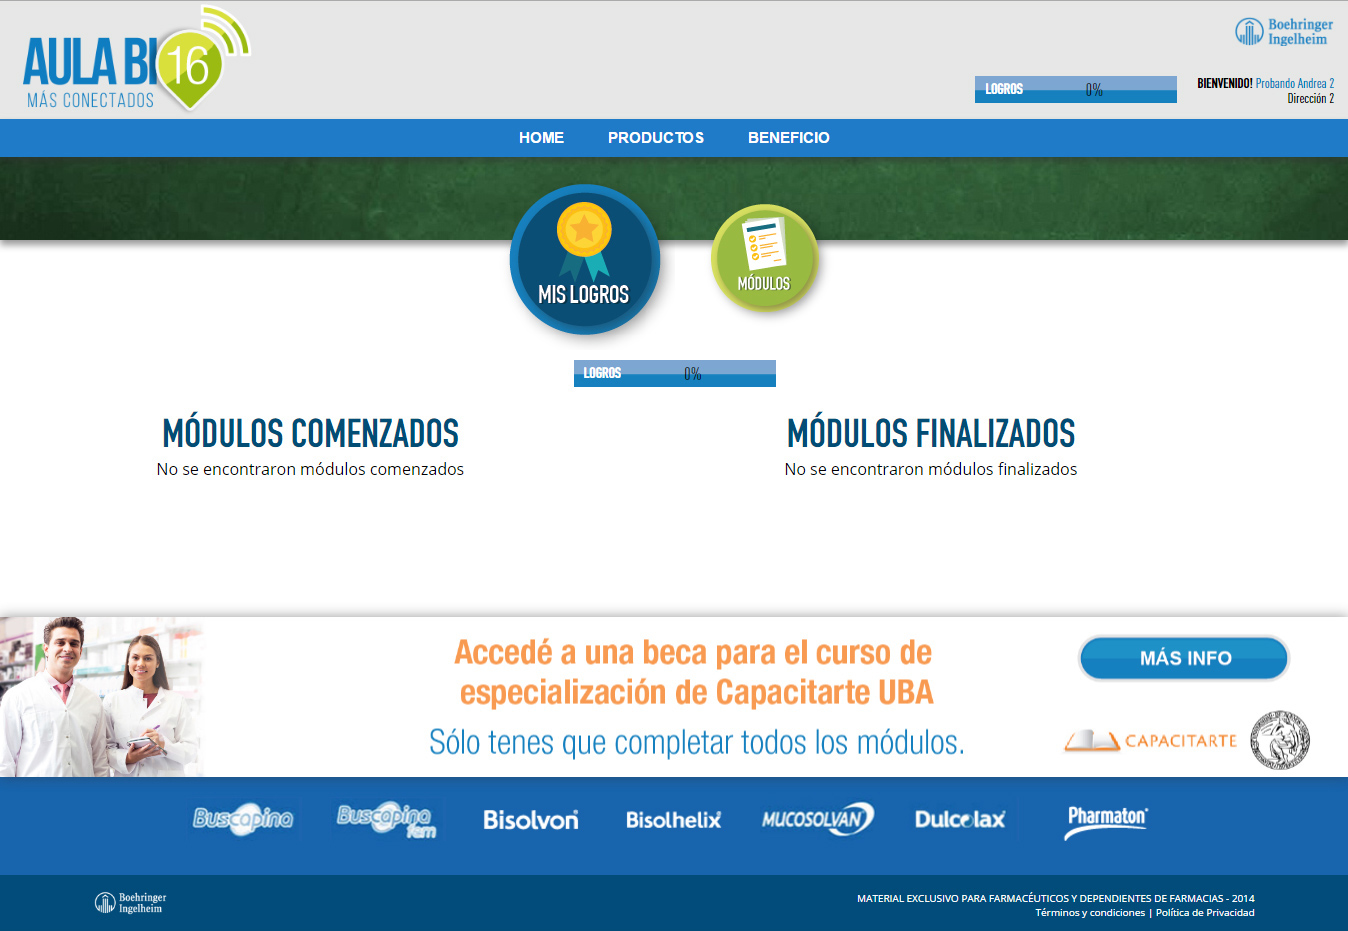 AULA BI 16
MÁS CONECTADOS
Boehringer
Ingelheim
LOGROS 0%
BIENVENIDO! Probando Andrea 2
Dirección 2
HOME PRODUCTOS BENEFICIO
MIS LOGROS
MÓDULOS
LOGROS 0%
MÓDULOS COMENZADOS
No se encontraron módulos comenzados
MÓDULOS FINALIZADOS
No se encontraron módulos finalizados
Accedé a una beca para el curso de
especialización de Capacitarte UBA
Sólo tenes que completar todos los módulos.
MÁS INFO
CAPACITARTE
Buscapina
Buscapina
fem
Bisolvon
Bisolhelix
MUCOSOLVAN
Dulcolax
Pharmaton
Boehringer
Ingelheim
MATERIAL EXCLUSIVO PARA FARMACÉUTICOS Y DEPENDIENTES DE FARMACIAS - 2014
Términos y condiciones | Política de Privacidad